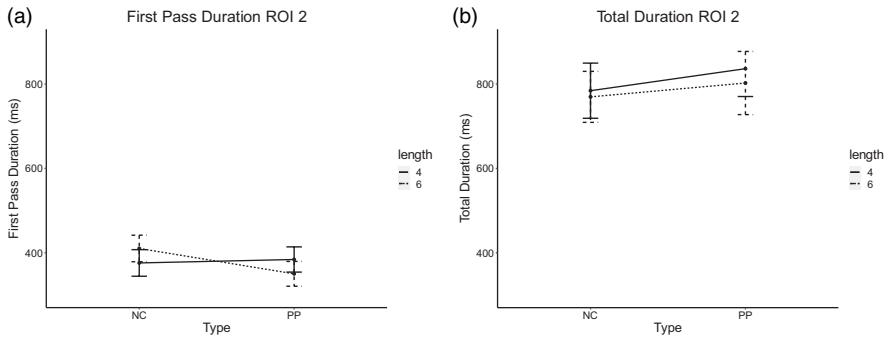 (a)
First Pass Duration ROI 2
First Pass Duration (ms)
800
600
400
NC
PP
Type
length
4
6
(b)
Total Duration ROI 2
Total Duration (ms)
800
600
400
NC
PP
Type
length
4
6